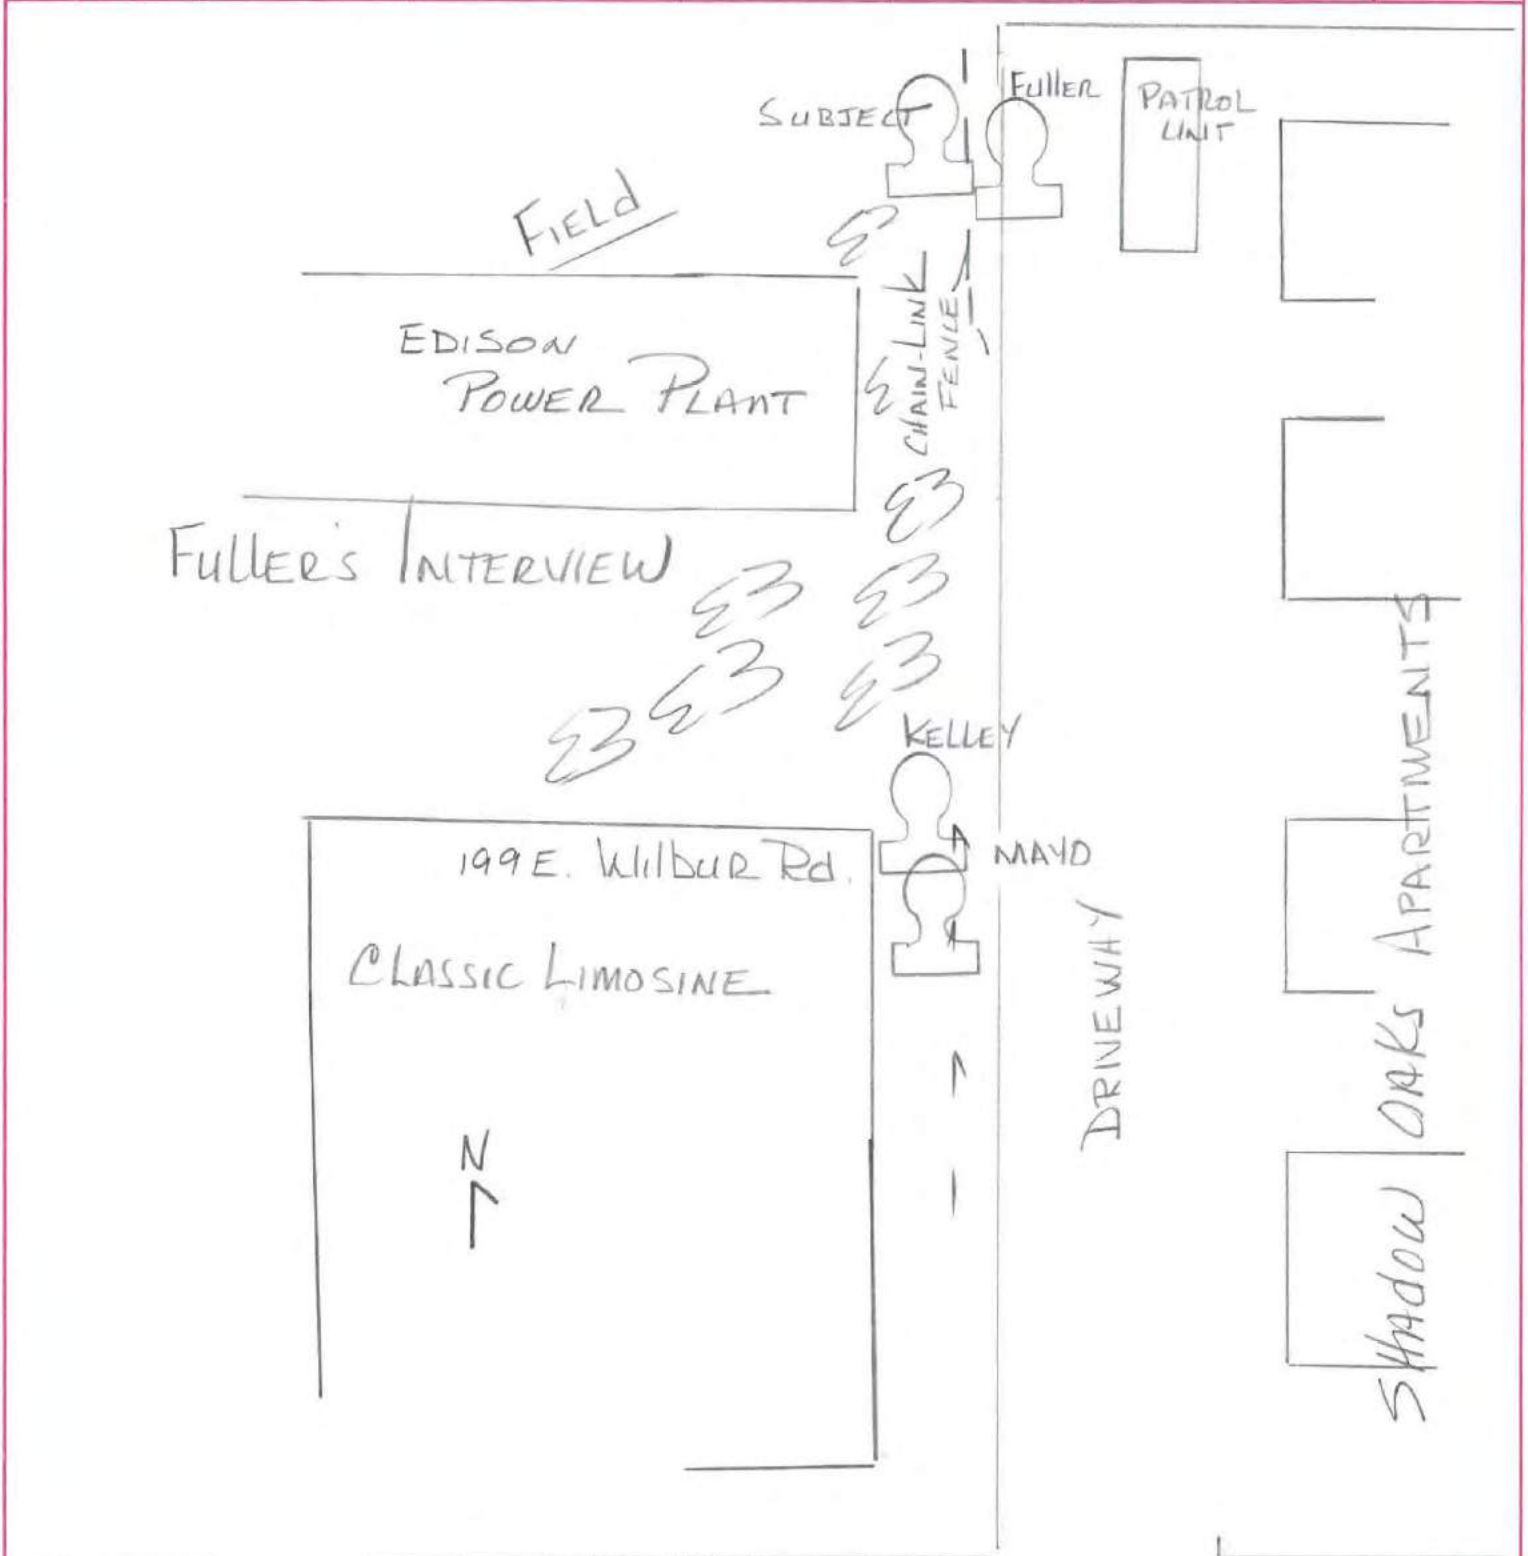 FULLER
SUBJECT
PATROL
UNIT
FIELD
EDISON
POWER PLANT
CHAIN-LINK
FENCE
FULLER'S INTERVIEW
KELLEY
MAYO
199 E. WILBUR Rd.
CLASSIC LIMOSINE
N
DRIVEWAY
SHADOW OAKS APARTMENTS